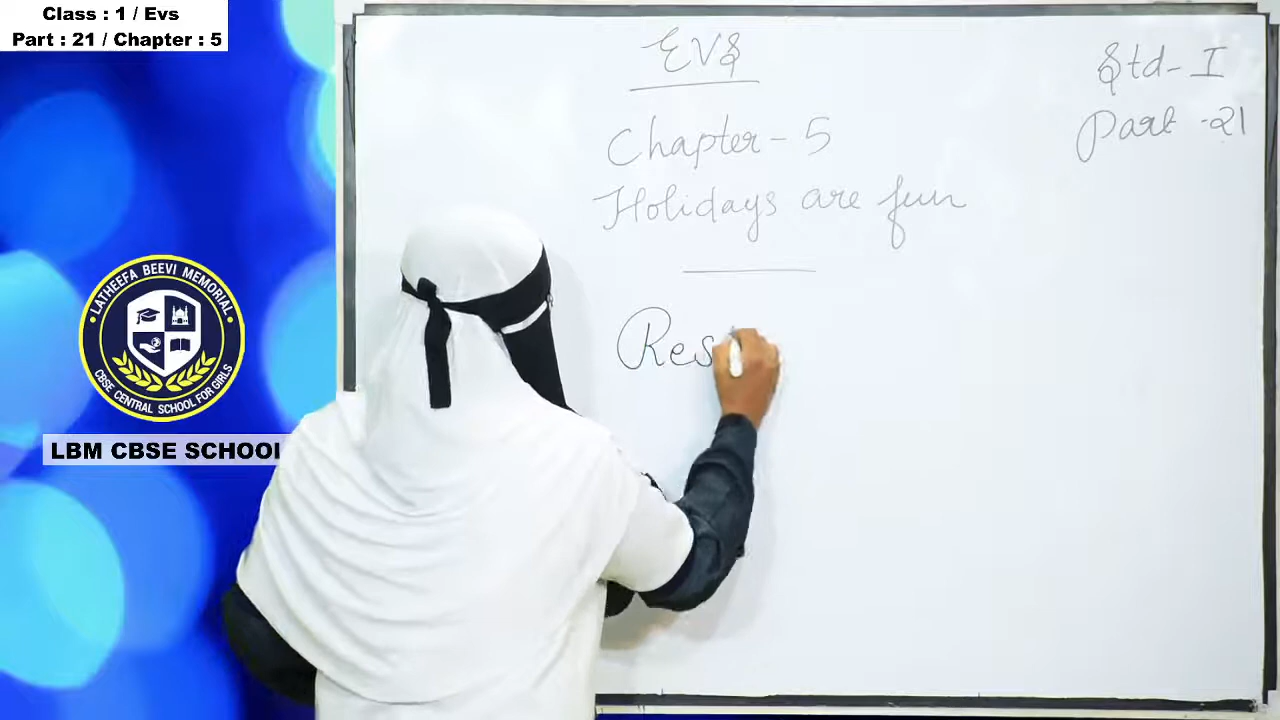 Class : 1 / Evs
Part : 21 / Chapter : 5
EVS
Std- I
Part -21
Chapter - 5
Holidays are fun
Res
LATHEEFA BEEVI MEMORIAL
CBSE CENTRAL SCHOOL FOR GIRLS
LBM CBSE SCHOOL